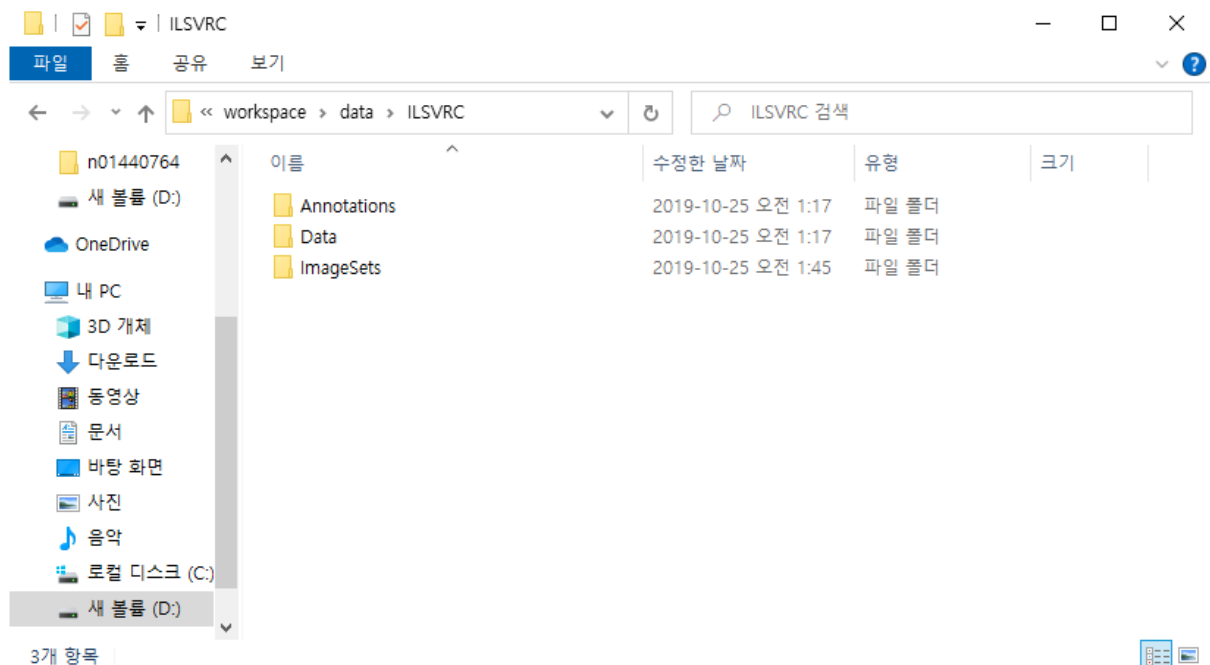 ILSVRC
파일 홈 공유 보기
« workspace › data › ILSVRC ILSVRC 검색
n01440764
새 볼륨 (D:)
OneDrive
내 PC
3D 개체
다운로드
동영상
문서
바탕 화면
사진
음악
로컬 디스크 (C:)
새 볼륨 (D:)
이름 수정한 날짜 유형 크기
Annotations 2019-10-25 오전 1:17 파일 폴더
Data 2019-10-25 오전 1:17 파일 폴더
ImageSets 2019-10-25 오전 1:45 파일 폴더
3개 항목